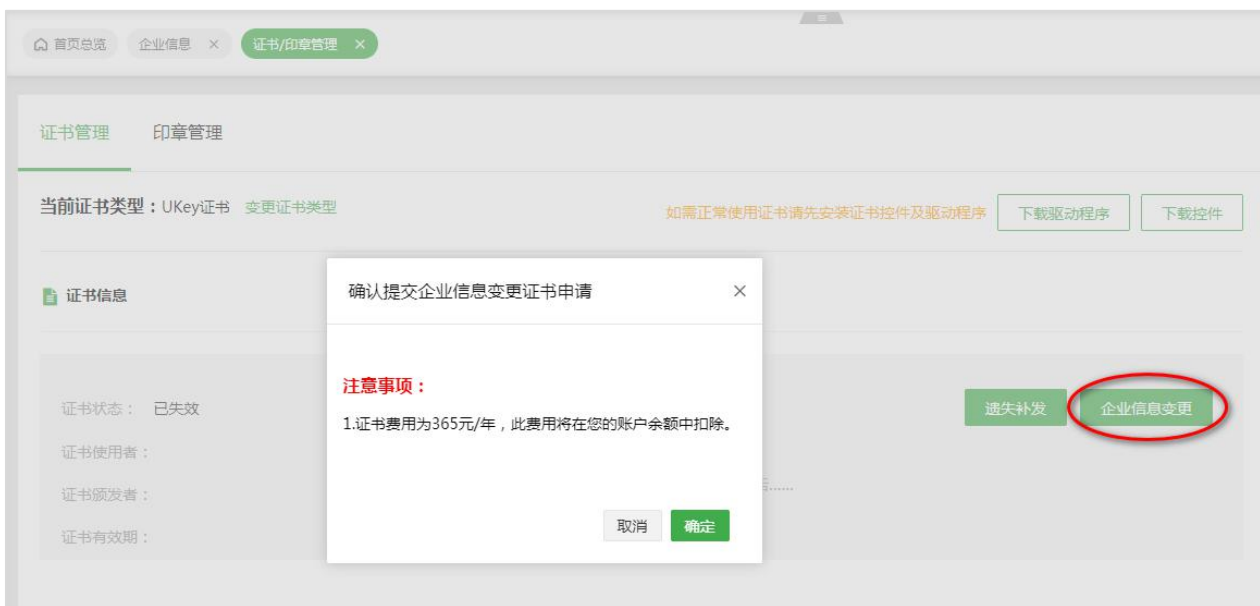 首页总览 企业信息 × 证书/印章管理 ×
证书管理 印章管理
当前证书类型：UKey证书 变更证书类型 如需正常使用证书请先安装证书控件及驱动程序 下载驱动程序 下载控件
证书信息
确认提交企业信息变更证书申请 ×
注意事项：
1.证书费用为365元/年，此费用将在您的账户余额中扣除。
取消 确定
证书状态： 已失效 遗失补发 企业信息变更
证书使用者：
证书颁发者：
证书有效期：